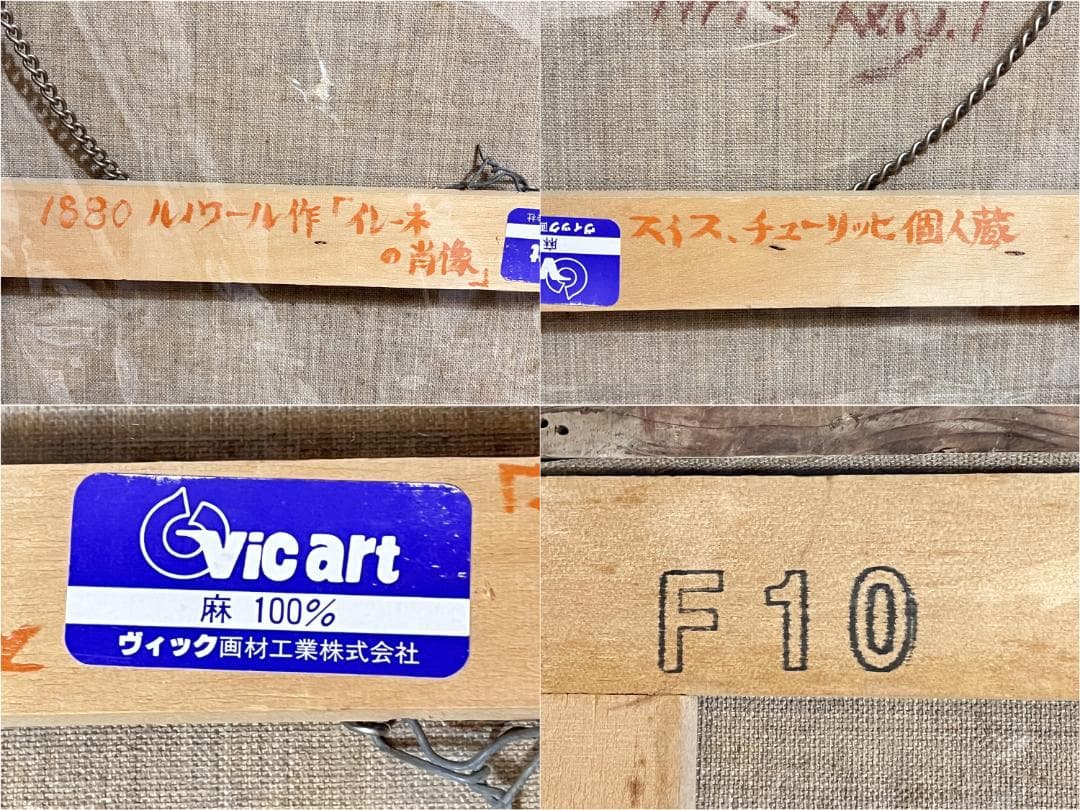 1880 ルノワール作「イレーネ
の肖像」
スイス、チューリッヒ個人蔵
vic art
麻 100%
ヴィック画材工業株式会社
F10